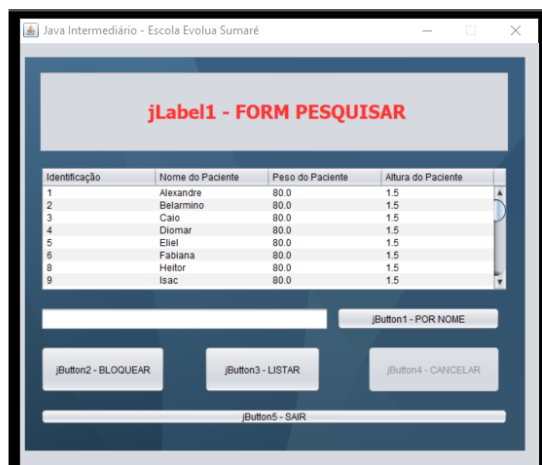 Java Intermediário - Escola Evolua Sumaré
jLabel1 - FORM PESQUISAR
Identificação Nome do Paciente Peso do Paciente Altura do Paciente
1 Alexandre 80.0 1.5
2 Belarmino 80.0 1.5
3 Caio 80.0 1.5
4 Diomar 80.0 1.5
5 Eliel 80.0 1.5
6 Fabiana 80.0 1.5
8 Heitor 80.0 1.5
9 Isac 80.0 1.5
jButton1 - POR NOME
jButton2 - BLOQUEAR jButton3 - LISTAR jButton4 - CANCELAR
jButton5 - SAIR